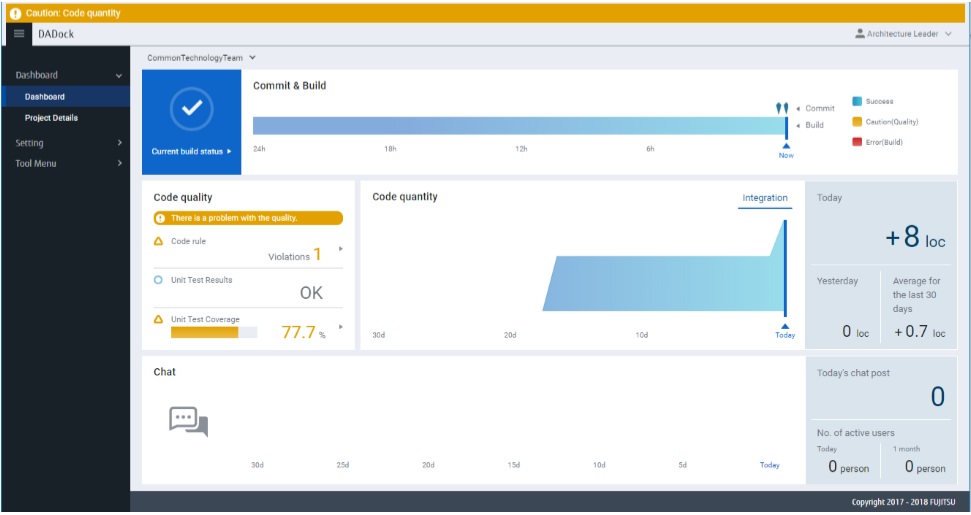 Caution: Code quantity
DADock
Architecture Leader
CommonTechnologyTeam
Dashboard
Dashboard
Project Details
Setting
Tool Menu
Current build status
Commit & Build
Commit
Build
24h
18h
12h
6h
Now
Success
Caution(Quality)
Error(Build)
Code quality
There is a problem with the quality.
Code rule
Violations 1
Unit Test Results
OK
Unit Test Coverage
77.7 %
Code quantity
Integration
30d
20d
10d
Today
Today
+8 loc
Yesterday
0 loc
Average for
the last 30
days
+0.7 loc
Chat
30d
25d
20d
15d
10d
5d
Today
Today's chat post
0
No. of active users
Today
0 person
1 month
0 person
Copyright 2017 - 2018 FUJITSU